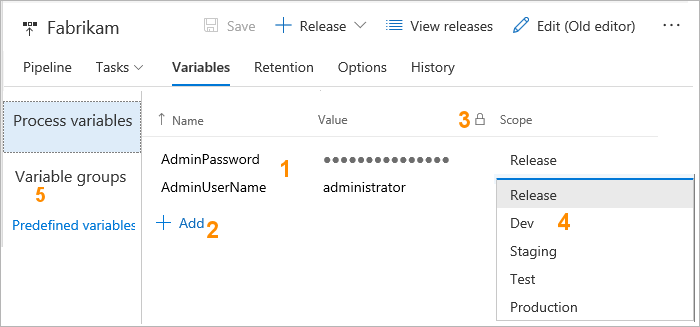 Fabrikam
Save
Release
View releases
Edit (Old editor)
Pipeline Tasks Variables Retention Options History
Process variables
Variable groups
5
Predefined variables
Name Value 3 Scope
AdminPassword 1 ●●●●●●●●●●●●●●● Release
AdminUserName administrator
Add 2
Release
Dev 4
Staging
Test
Production